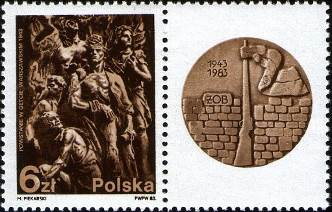 POWSTANIE W GETCIE WARSZAWSKIM 1943
6zł Polska
M. PIEKARSKI PWPW 83.
1943
1983
ŻOB